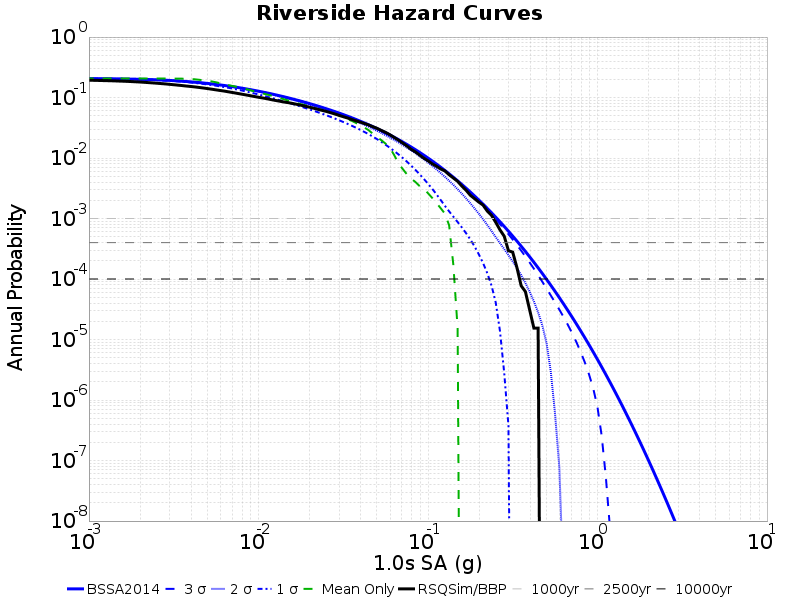 Riverside Hazard Curves
Annual Probability
10^0
10^-1
10^-2
10^-3
10^-4
10^-5
10^-6
10^-7
10^-8
10^-3 10^-2 10^-1 10^0 10^1
1.0s SA (g)
BSSA2014 3 σ 2 σ 1 σ Mean Only RSQSim/BBP 1000yr 2500yr 10000yr